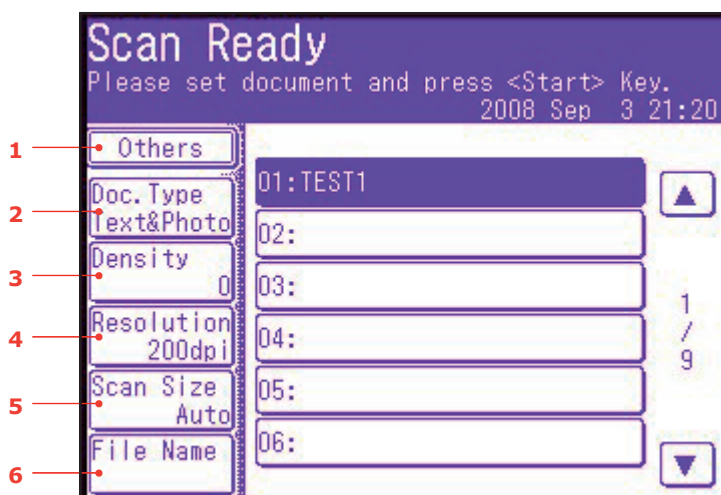 Scan Ready
Please set document and press <Start> Key.
2008 Sep 3 21:20
1
Others
2
Doc.Type
Text&Photo
3
Density
0
4
Resolution
200dpi
5
Scan Size
Auto
6
File Name
01:TEST1
02:
03:
04:
05:
06:
1
/
9